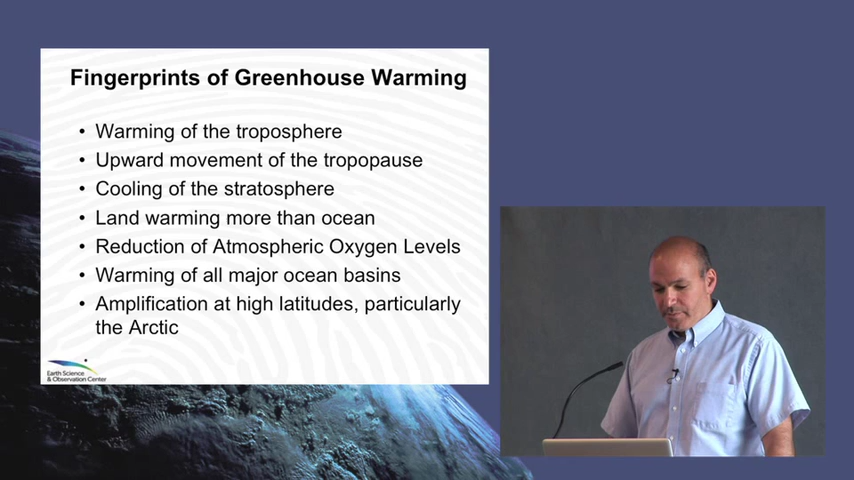 Fingerprints of Greenhouse Warming
• Warming of the troposphere
• Upward movement of the tropopause
• Cooling of the stratosphere
• Land warming more than ocean
• Reduction of Atmospheric Oxygen Levels
• Warming of all major ocean basins
• Amplification at high latitudes, particularly
the Arctic
Earth Science
& Observation Center